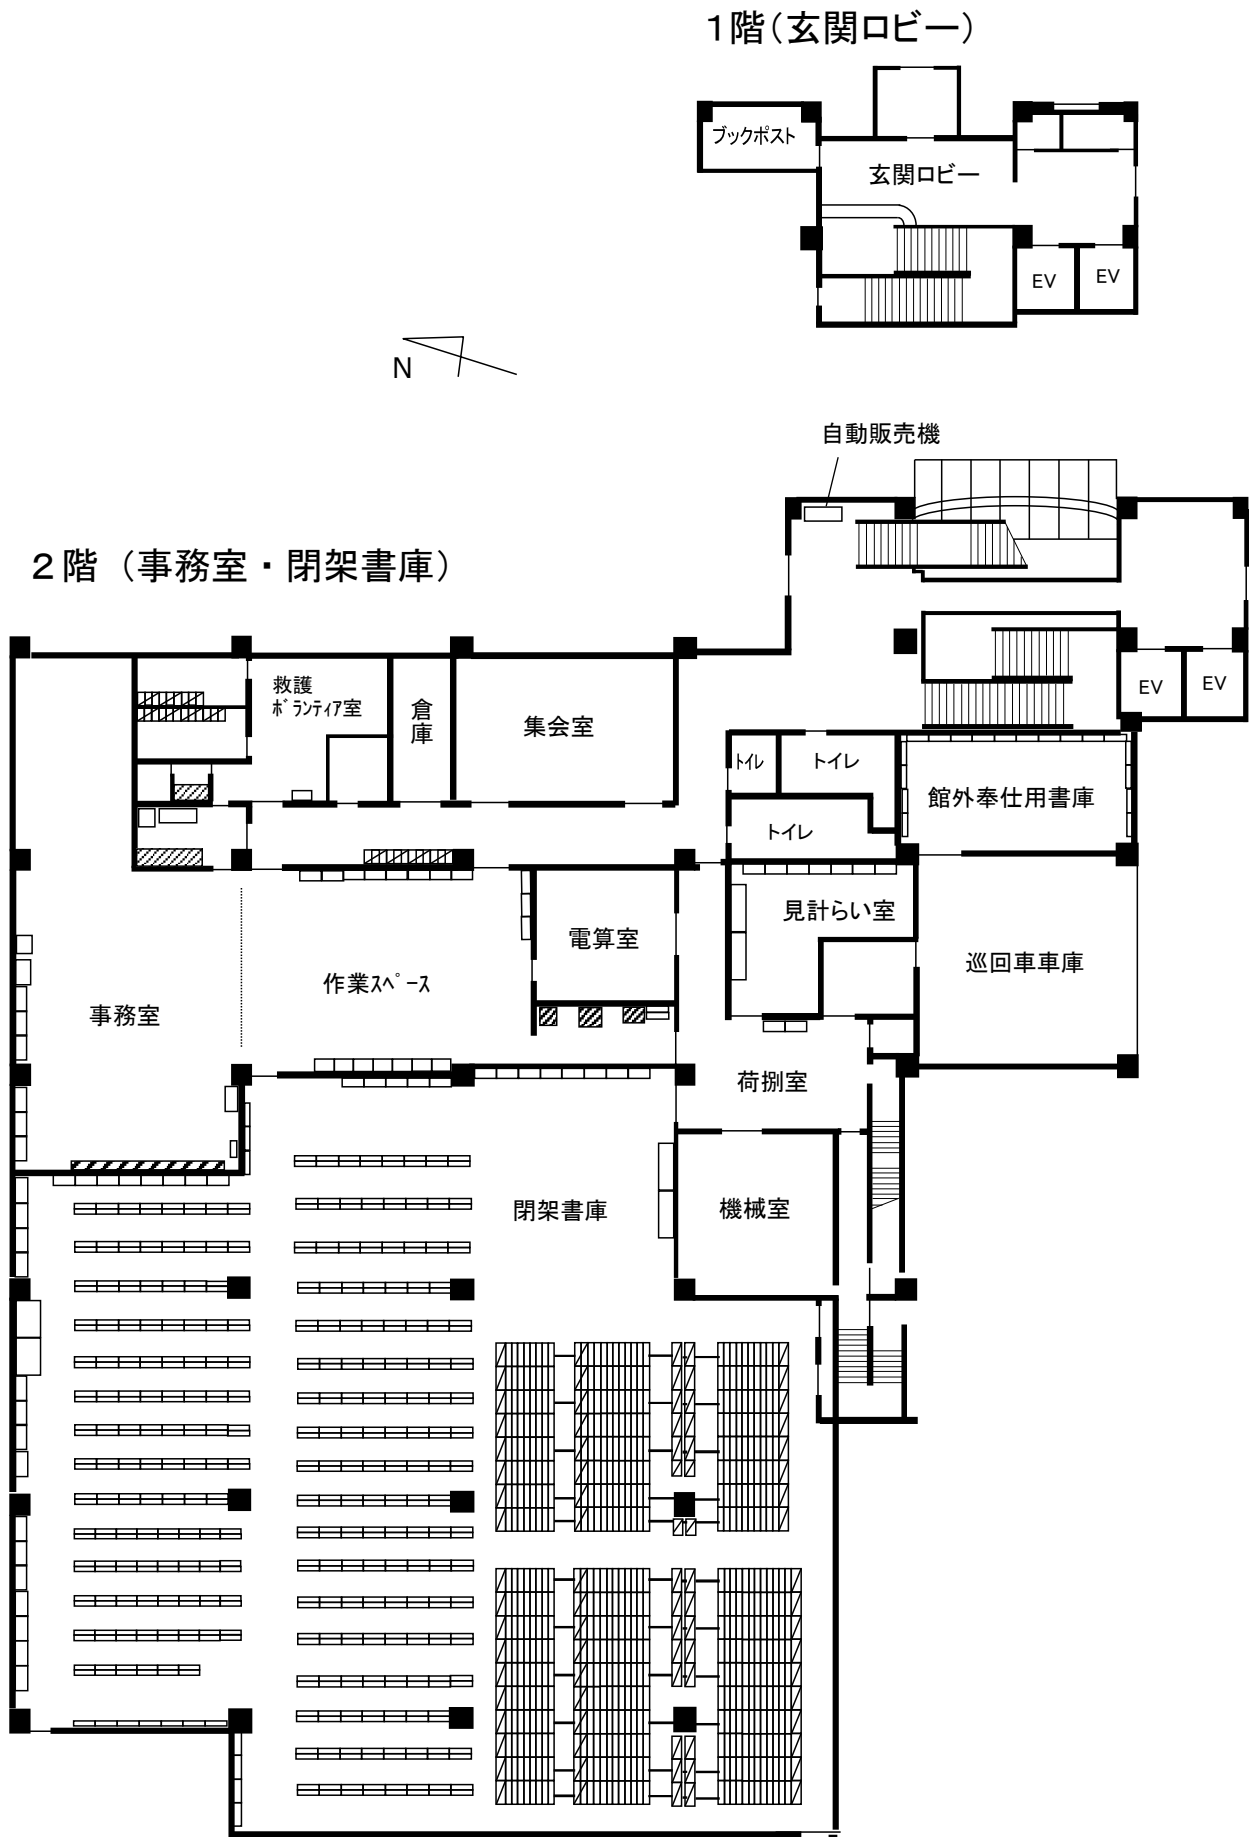 1階(玄関ロビー)
ブックポスト
玄関ロビー
EV
EV
N
自動販売機
2階(事務室・閉架書庫)
救護
ボランティア室
倉庫
集会室
EV
EV
トイレ
トイレ
館外奉仕用書庫
トイレ
見計らい室
電算室
巡回車車庫
作業スペース
事務室
荷捌室
閉架書庫
機械室